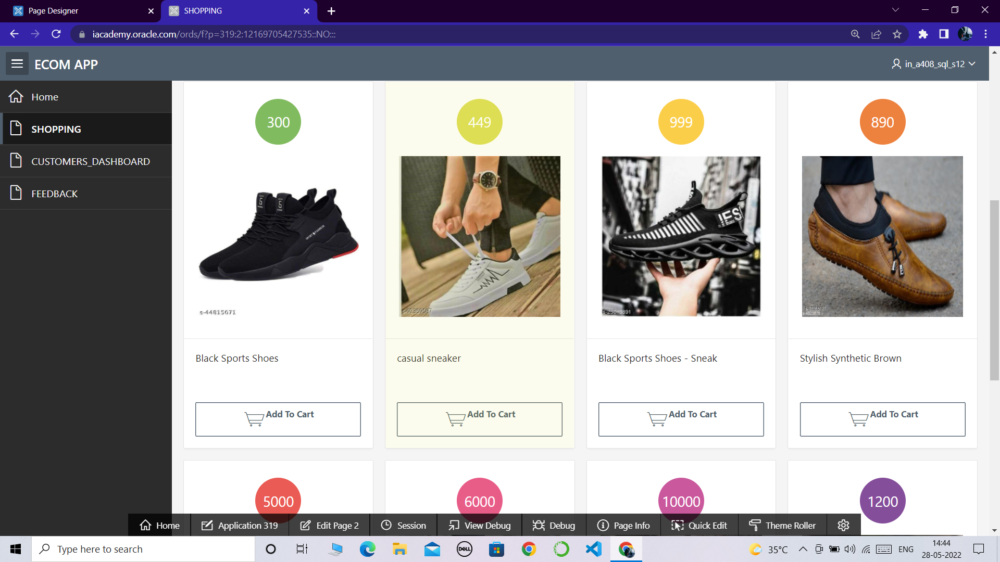 Page Designer
SHOPPING
iacademy.oracle.com/ords/f?p=319:2:12169705427535::NO:::
ECOM APP
in_a408_sql_s12
Home
SHOPPING
CUSTOMERS_DASHBOARD
FEEDBACK
300
449
999
890
s-44815071
IES
s-25013891
Black Sports Shoes
casual sneaker
Black Sports Shoes - Sneak
Stylish Synthetic Brown
Add To Cart
Add To Cart
Add To Cart
Add To Cart
5000
6000
10000
1200
Home
Application 319
Edit Page 2
Session
View Debug
Debug
Page Info
Quick Edit
Theme Roller
Type here to search
DELL
35°C
ENG
14:44
28-05-2022